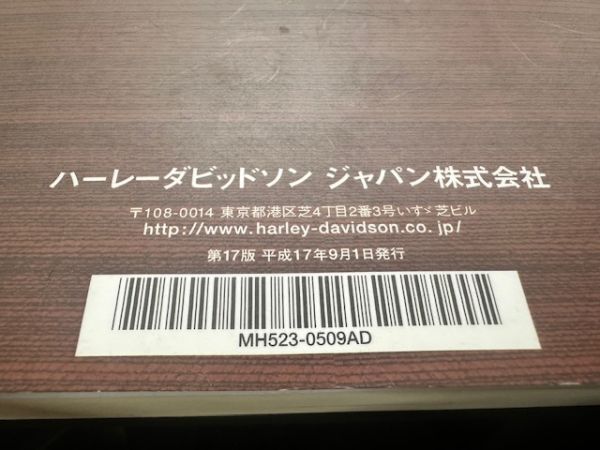 ハーレーダビッドソン ジャパン株式会社
〒108-0014 東京都港区芝4丁目2番3号いすゞ芝ビル
http://www.harley-davidson.co.jp/
第17版 平成17年9月1日発行
MH523-0509AD